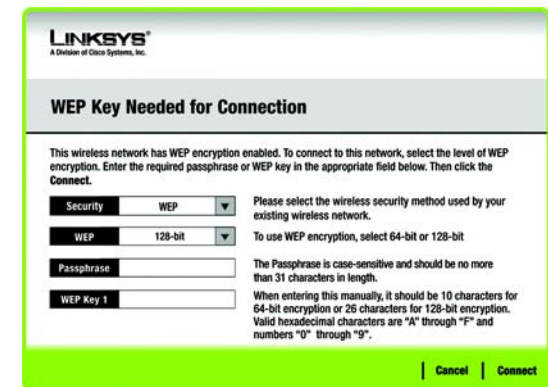 LINKSYS®
A Division of Cisco Systems, Inc.
WEP Key Needed for Connection
This wireless network has WEP encryption enabled. To connect to this network, select the level of WEP
encryption. Enter the required passphrase or WEP key in the appropriate field below. Then click the
Connect.
Security WEP
Please select the wireless security method used by your
existing wireless network.
WEP 128-bit
To use WEP encryption, select 64-bit or 128-bit
Passphrase
The Passphrase is case-sensitive and should be no more
than 31 characters in length.
WEP Key 1
When entering this manually, it should be 10 characters for
64-bit encryption or 26 characters for 128-bit encryption.
Valid hexadecimal characters are “A” through “F” and
numbers “0” through “9”.
Cancel Connect